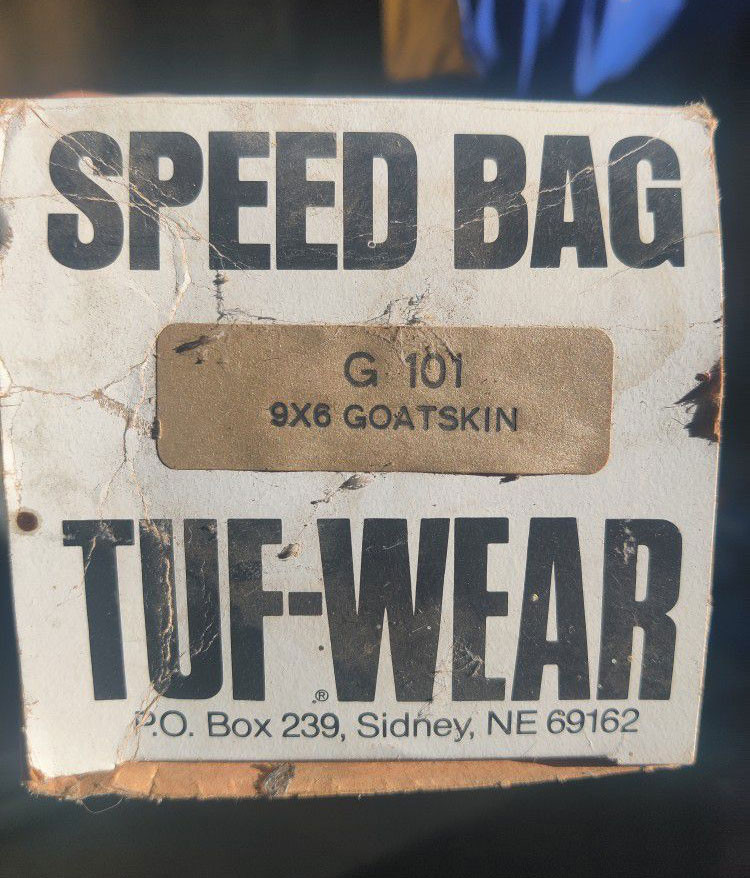 SPEED BAG
G 101
9X6 GOATSKIN
TUF-WEAR
®
P.O. Box 239, Sidney, NE 69162